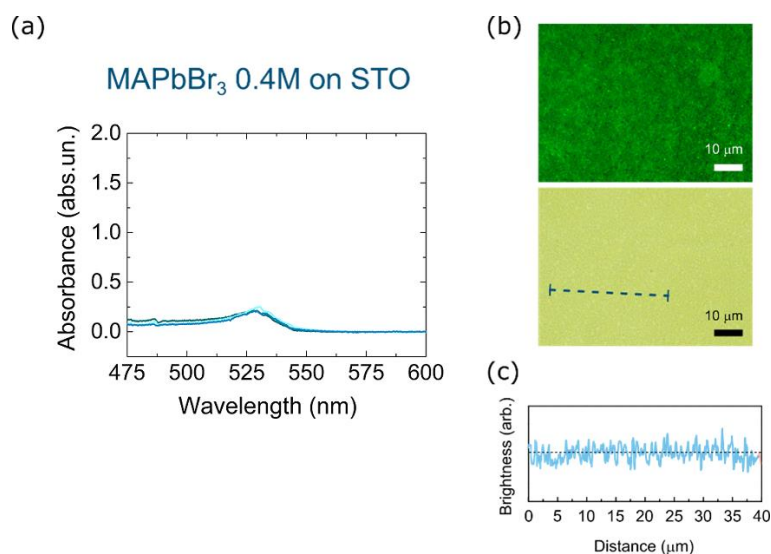 (a)
MAPbBr₃ 0.4M on STO
Absorbance (abs.un.)
2.0
1.5
1.0
0.5
0.0
475 500 525 550 575 600
Wavelength (nm)
(b)
10 μm
10 μm
(c)
Brightness (arb.)
0 5 10 15 20 25 30 35 40
Distance (μm)